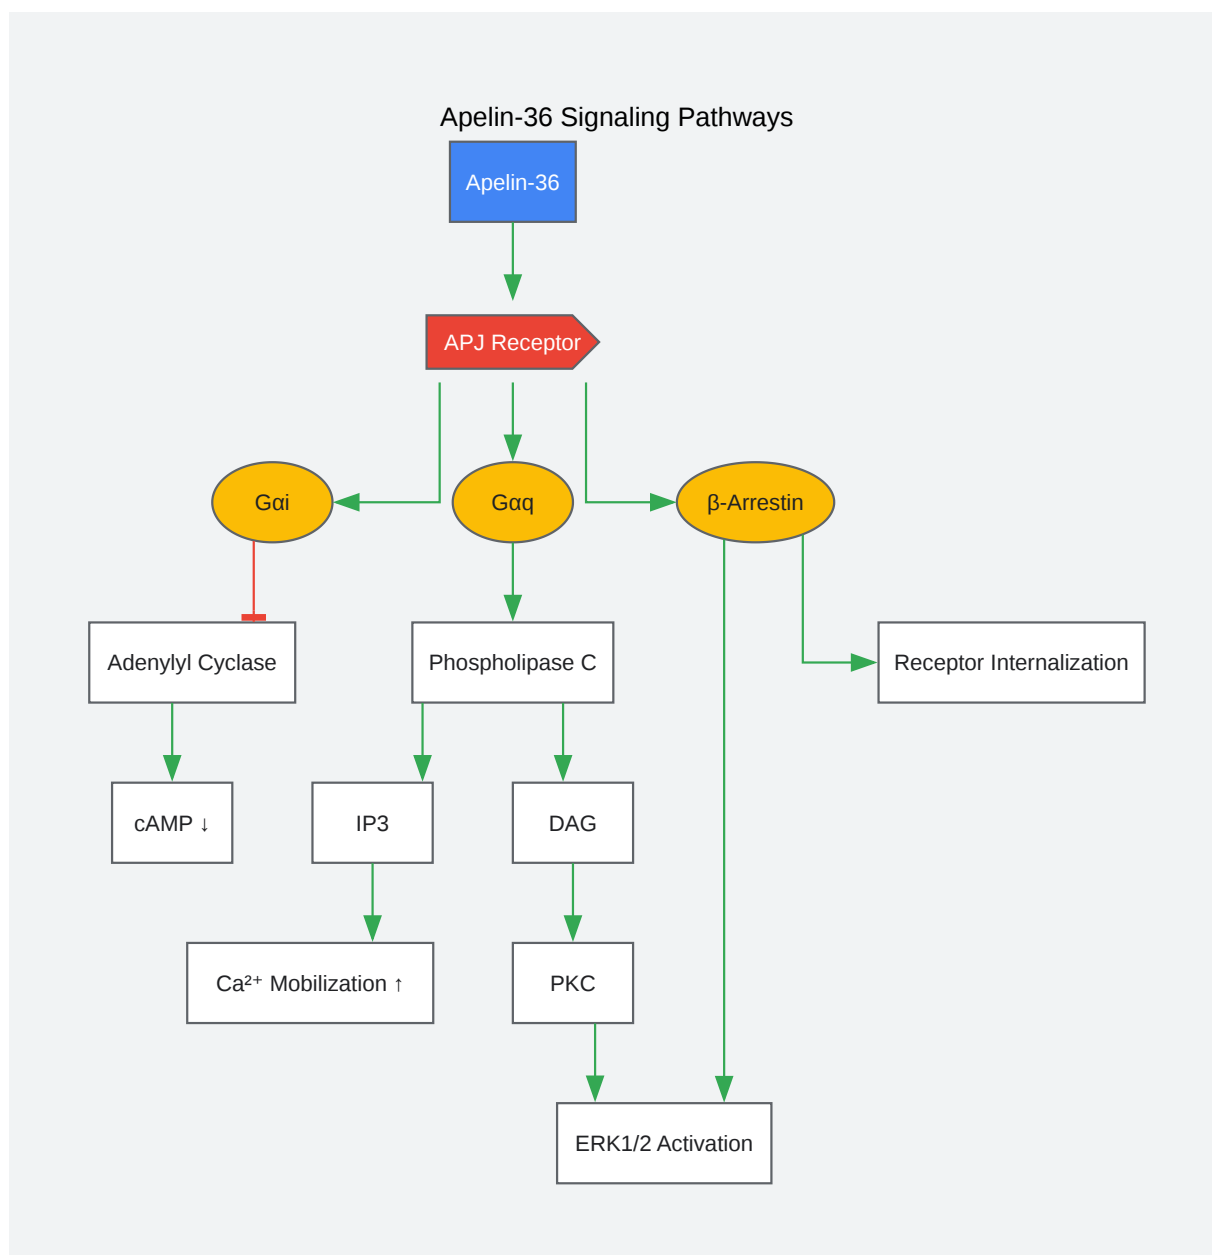 Apelin-36 Signaling Pathways
Apelin-36
APJ Receptor
Gαi
Gαq
β-Arrestin
Adenylyl Cyclase
Phospholipase C
Receptor Internalization
cAMP ↓
IP3
DAG
Ca²⁺ Mobilization ↑
PKC
ERK1/2 Activation